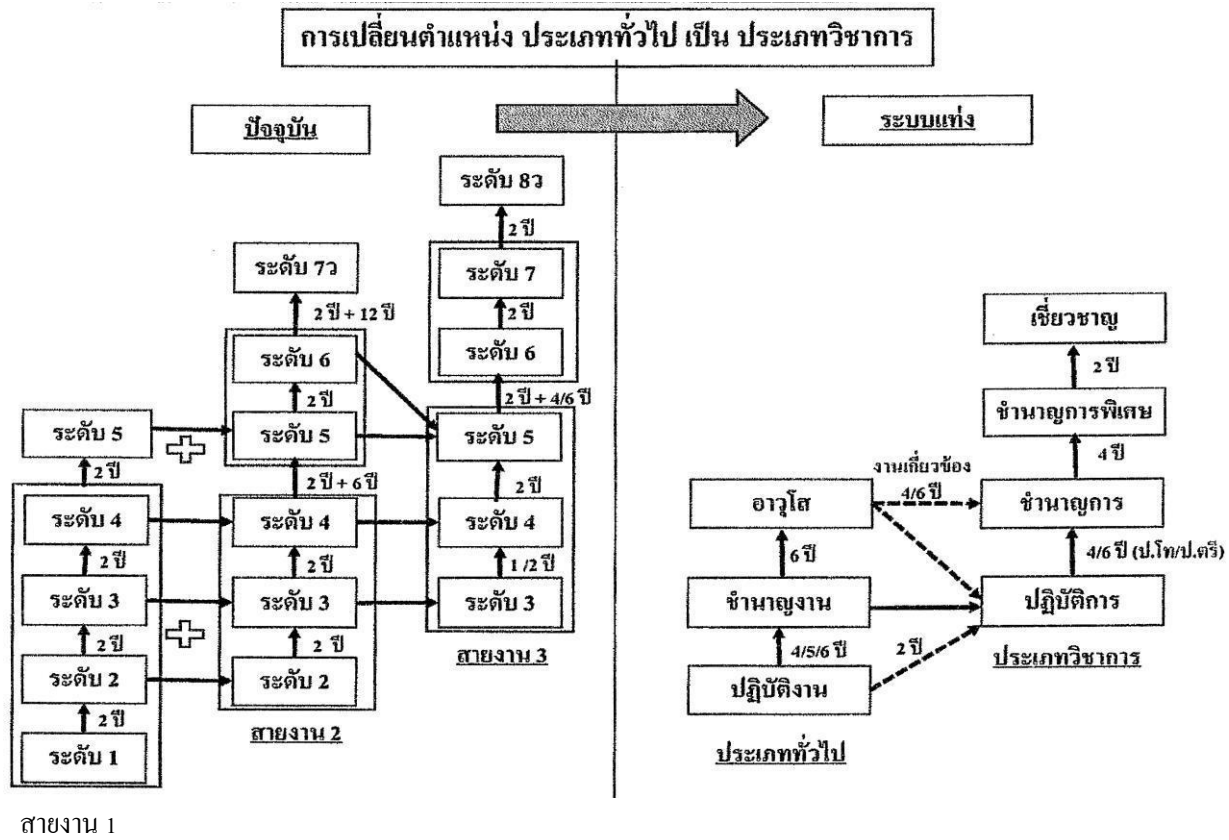 การเปลี่ยนตำแหน่ง ประเภททั่วไป เป็น ประเภทวิชาการ
ปัจจุบัน
ระดับ 5
2 ปี
ระดับ 4
2 ปี
ระดับ 3
2 ปี
ระดับ 2
2 ปี
ระดับ 1
สายงาน 1
ระดับ 7ว
2 ปี + 12 ปี
ระดับ 6
2 ปี
ระดับ 5
2 ปี + 6 ปี
ระดับ 4
2 ปี
ระดับ 3
2 ปี
ระดับ 2
สายงาน 2
ระดับ 8ว
2 ปี
ระดับ 7
2 ปี
ระดับ 6
2 ปี + 4/6 ปี
ระดับ 5
2 ปี
ระดับ 4
1 /2 ปี
ระดับ 3
สายงาน 3
ระบบแท่ง
อาวุโส
6 ปี
ชำนาญงาน
4/5/6 ปี
ปฏิบัติงาน
ประเภททั่วไป
งานเกี่ยวข้อง
4/6 ปี
2 ปี
เชี่ยวชาญ
2 ปี
ชำนาญการพิเศษ
4 ปี
ชำนาญการ
4/6 ปี (ป.โท/ป.ตรี)
ปฏิบัติการ
ประเภทวิชาการ